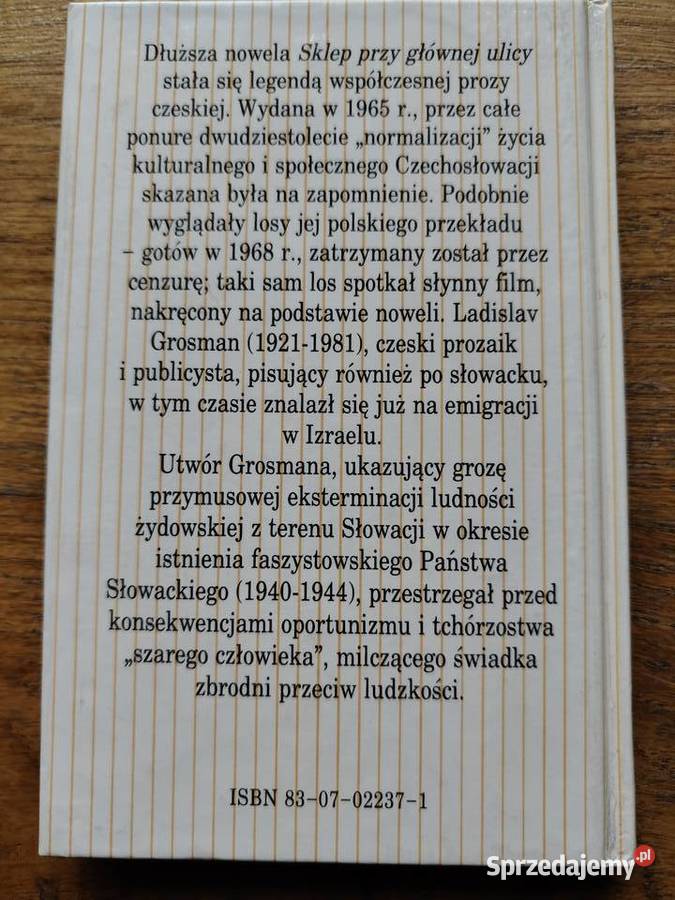 Dłuższa nowela Sklep przy głównej ulicy
stała się legendą współczesnej prozy
czeskiej. Wydana w 1965 r., przez całe
ponure dwudziestolecie „normalizacji” życia
kulturalnego i społecznego Czechosłowacji
skazana była na zapomnienie. Podobnie
wyglądały losy jej polskiego przekładu
– gotów w 1968 r., zatrzymany został przez
cenzurę; taki sam los spotkał słynny film,
nakręcony na podstawie noweli. Ladislav
Grosman (1921-1981), czeski prozaik
i publicysta, pisujący również po słowacku,
w tym czasie znalazł się już na emigracji
w Izraelu.
Utwór Grosmana, ukazujący grozę
przymusowej eksterminacji ludności
żydowskiej z terenu Słowacji w okresie
istnienia faszystowskiego Państwa
Słowackiego (1940-1944), przestrzegał przed
konsekwencjami oportunizmu i tchórzostwa
„szarego człowieka”, milczącego świadka
zbrodni przeciw ludzkości.
ISBN 83-07-02237-1
Sprzedajemy.pl